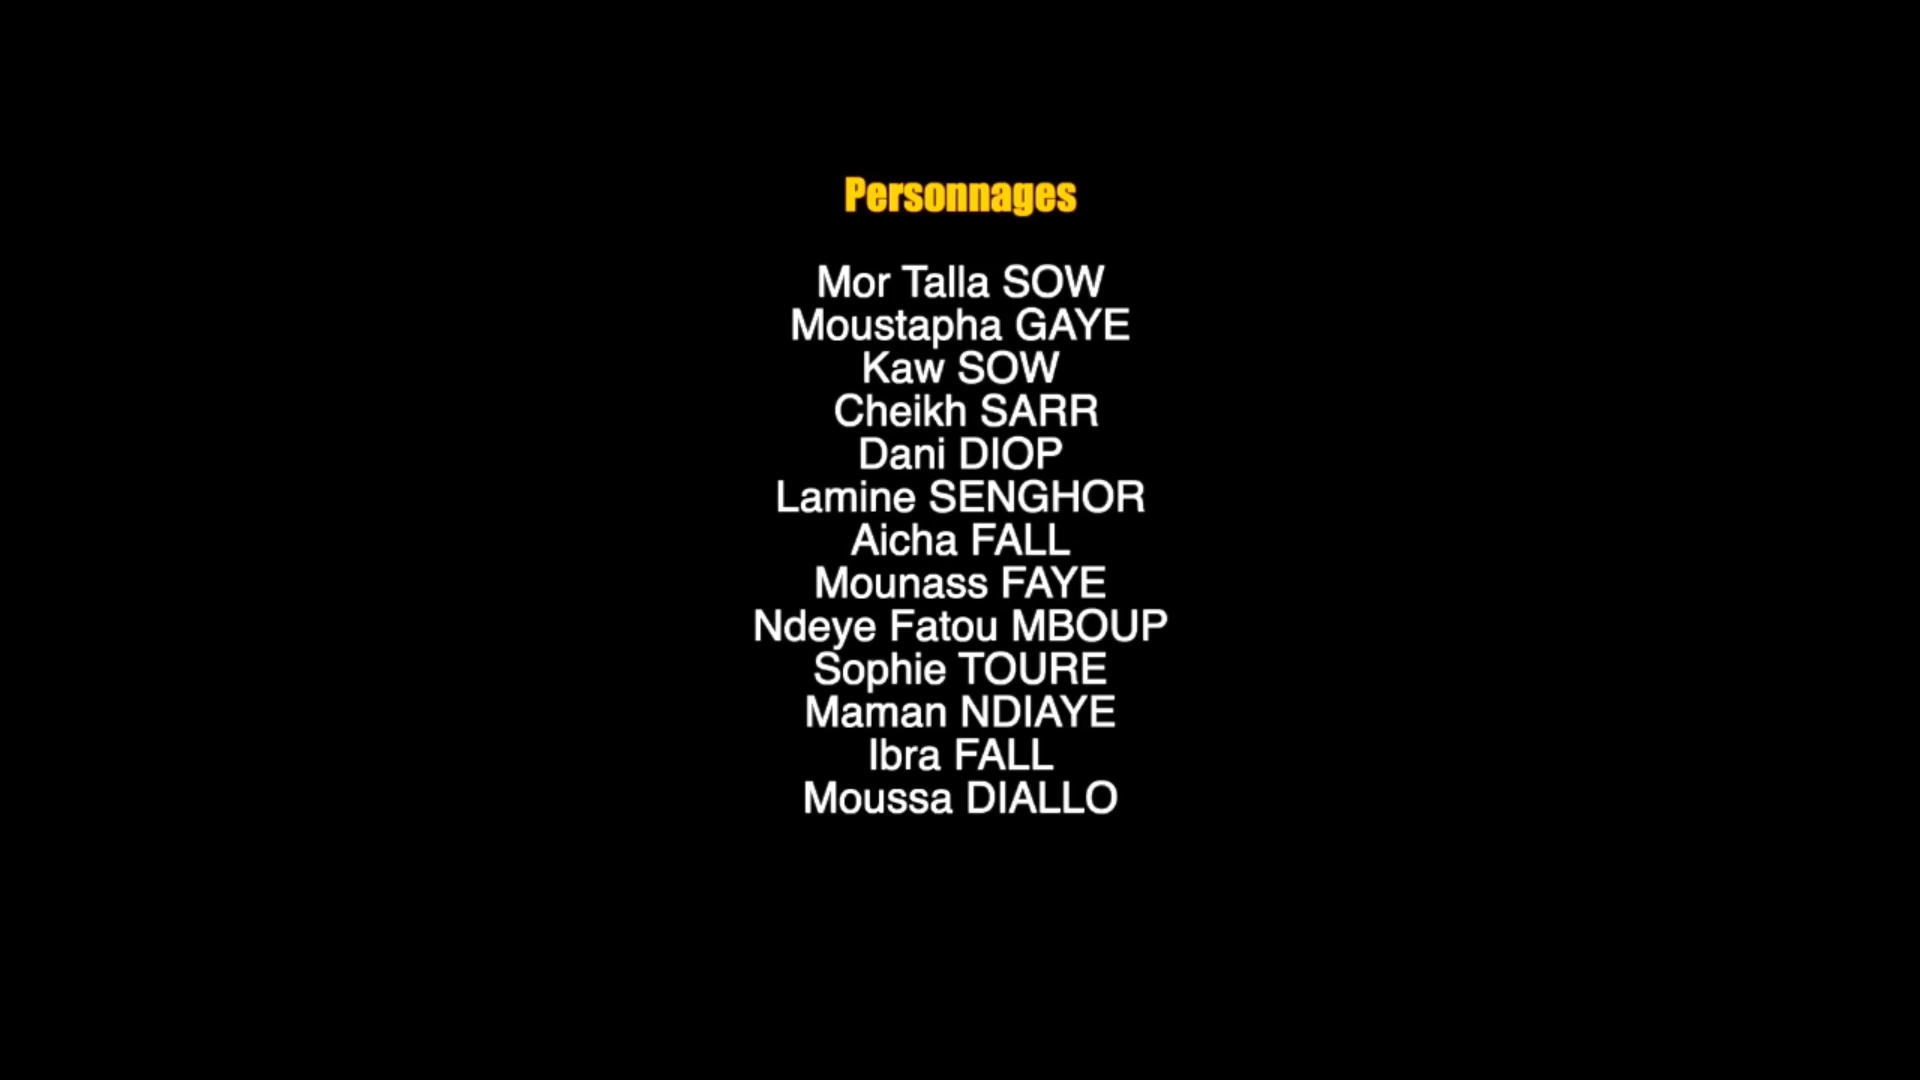 Personnages
Mor Talla SOW
Moustapha GAYE
Kaw SOW
Cheikh SARR
Dani DIOP
Lamine SENGHOR
Aicha FALL
Mounass FAYE
Ndeye Fatou MBOUP
Sophie TOURE
Maman NDIAYE
Ibra FALL
Moussa DIALLO